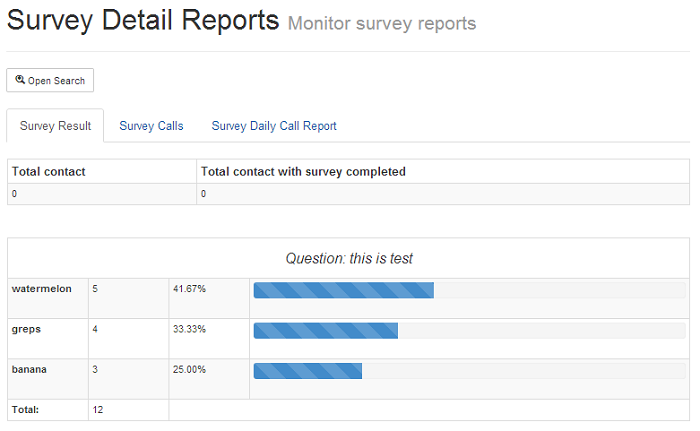 Survey Detail Reports Monitor survey reports
Open Search
Survey Result Survey Calls Survey Daily Call Report
Total contact Total contact with survey completed
0 0
Question: this is test
watermelon 5 41.67%
greps 4 33.33%
banana 3 25.00%
Total: 12